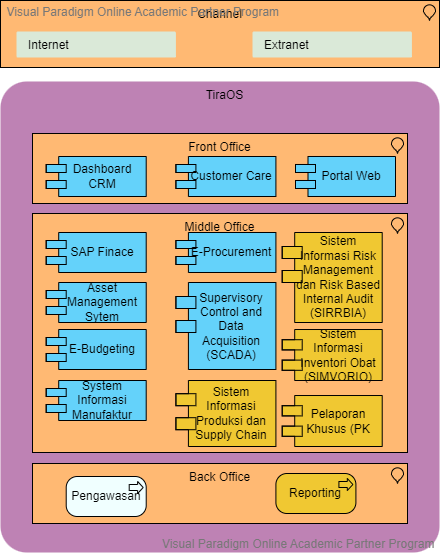 Visual Paradigm Online Academic Partner Program
Channel
Internet
Extranet
TiraOS
Front Office
Dashboard
CRM
Customer Care
Portal Web
Middle Office
SAP Finace
E-Procurement
Sistem
Informasi Risk
Management
dan Risk Based
Internal Audit
(SIRRBIA)
Asset
Management
Sytem
Supervisory
Control and
Data
Acquisition
(SCADA)
E-Budgeting
Sistem
Informasi
Inventori Obat
(SIMVORIO)
System
Informasi
Manufaktur
Sistem
Informasi
Produksi dan
Supply Chain
Pelaporan
Khusus (PK
Back Office
Pengawasan
Reporting
Visual Paradigm Online Academic Partner Program